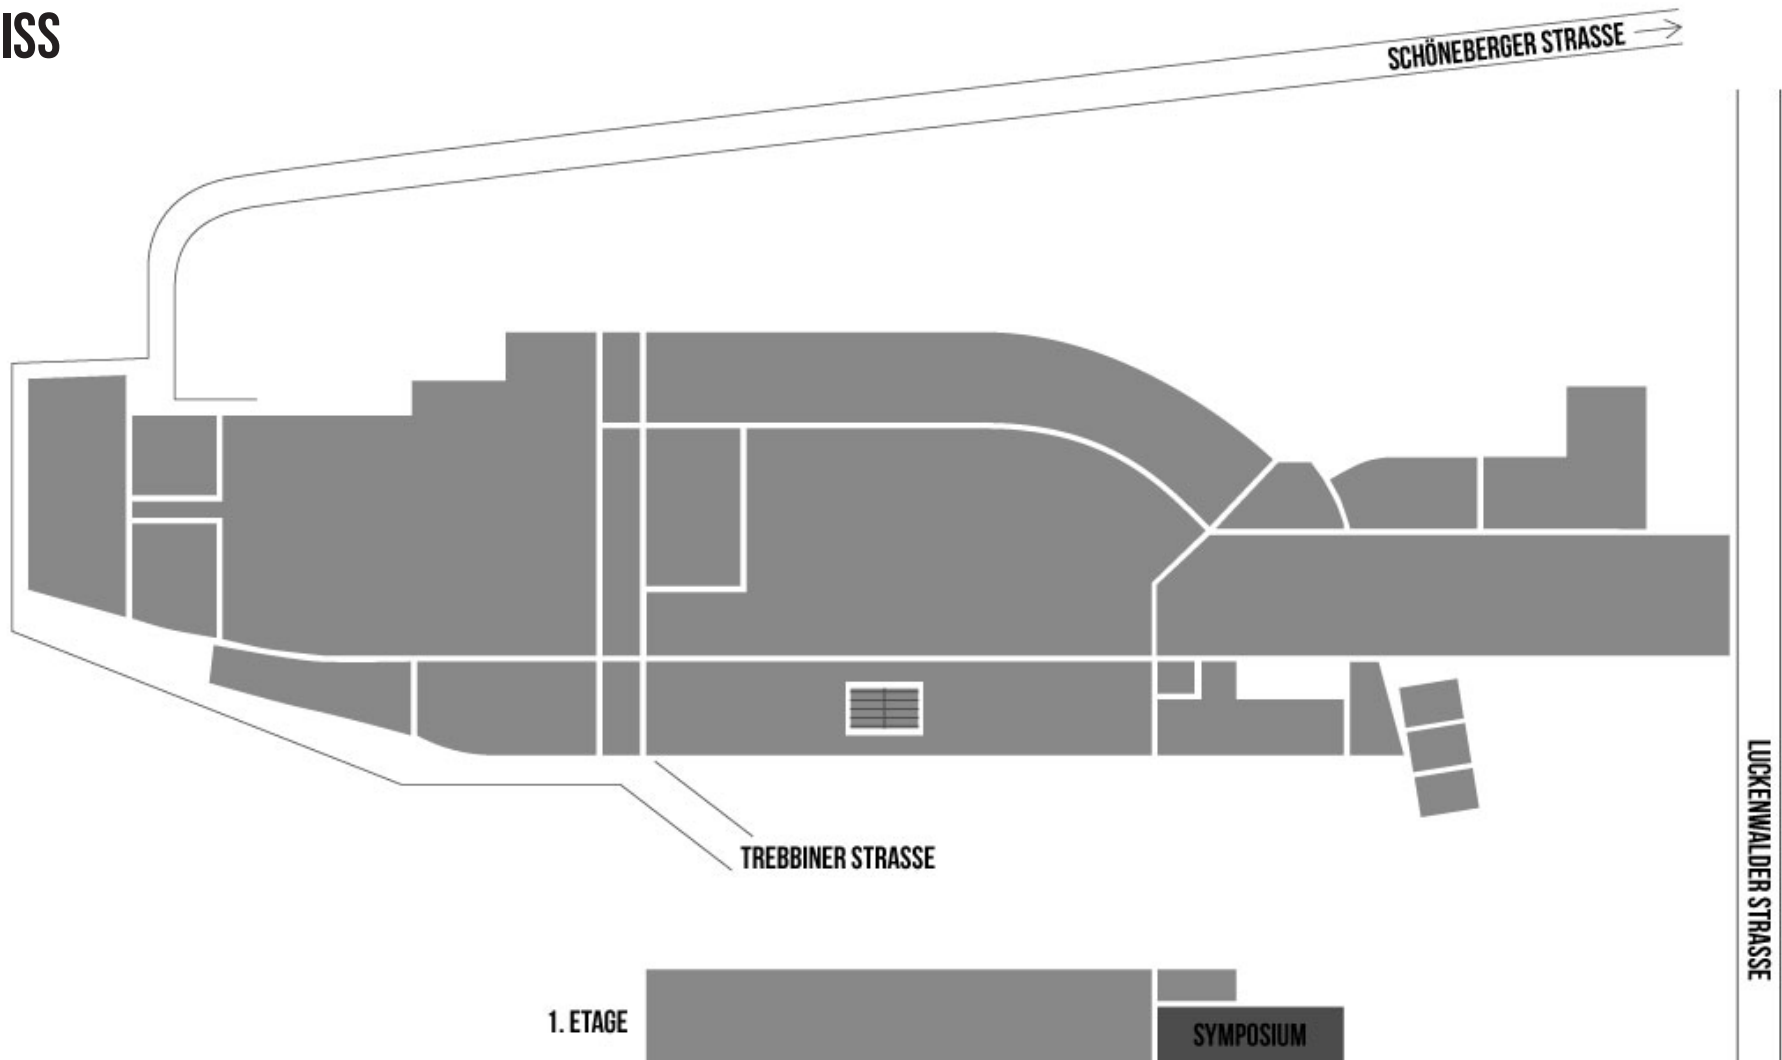 ISS
SCHÖNEBERGER STRASSE
TREBBINER STRASSE
LUCKENWALDER STRASSE
1. ETAGE
SYMPOSIUM